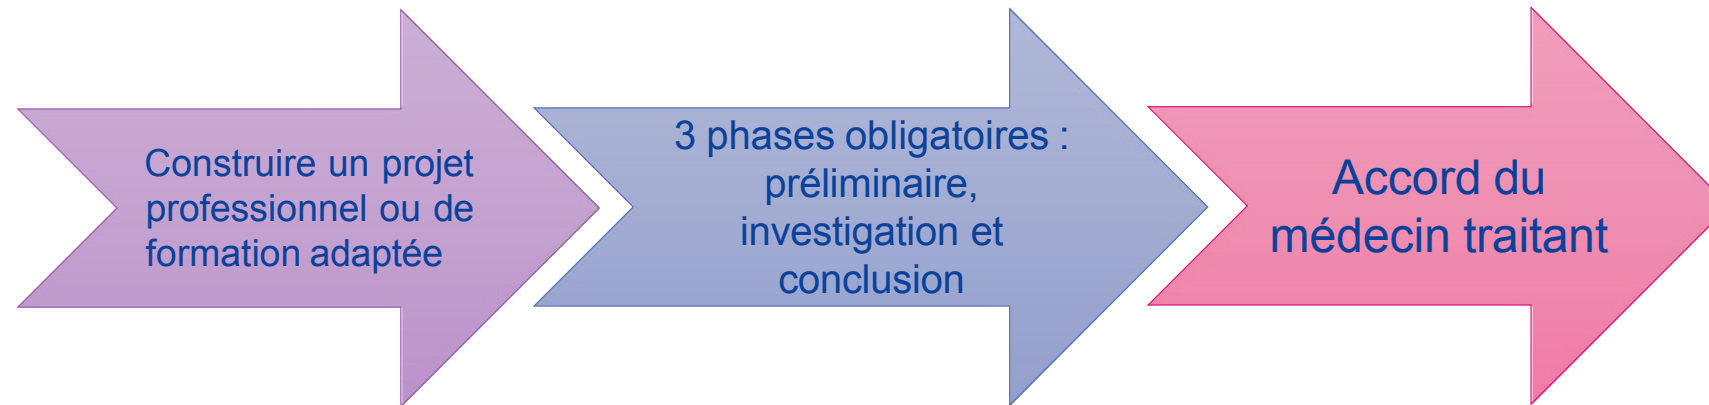 Construire un projet
professionnel ou de
formation adaptée
3 phases obligatoires :
préliminaire,
investigation et
conclusion
Accord du
médecin traitant